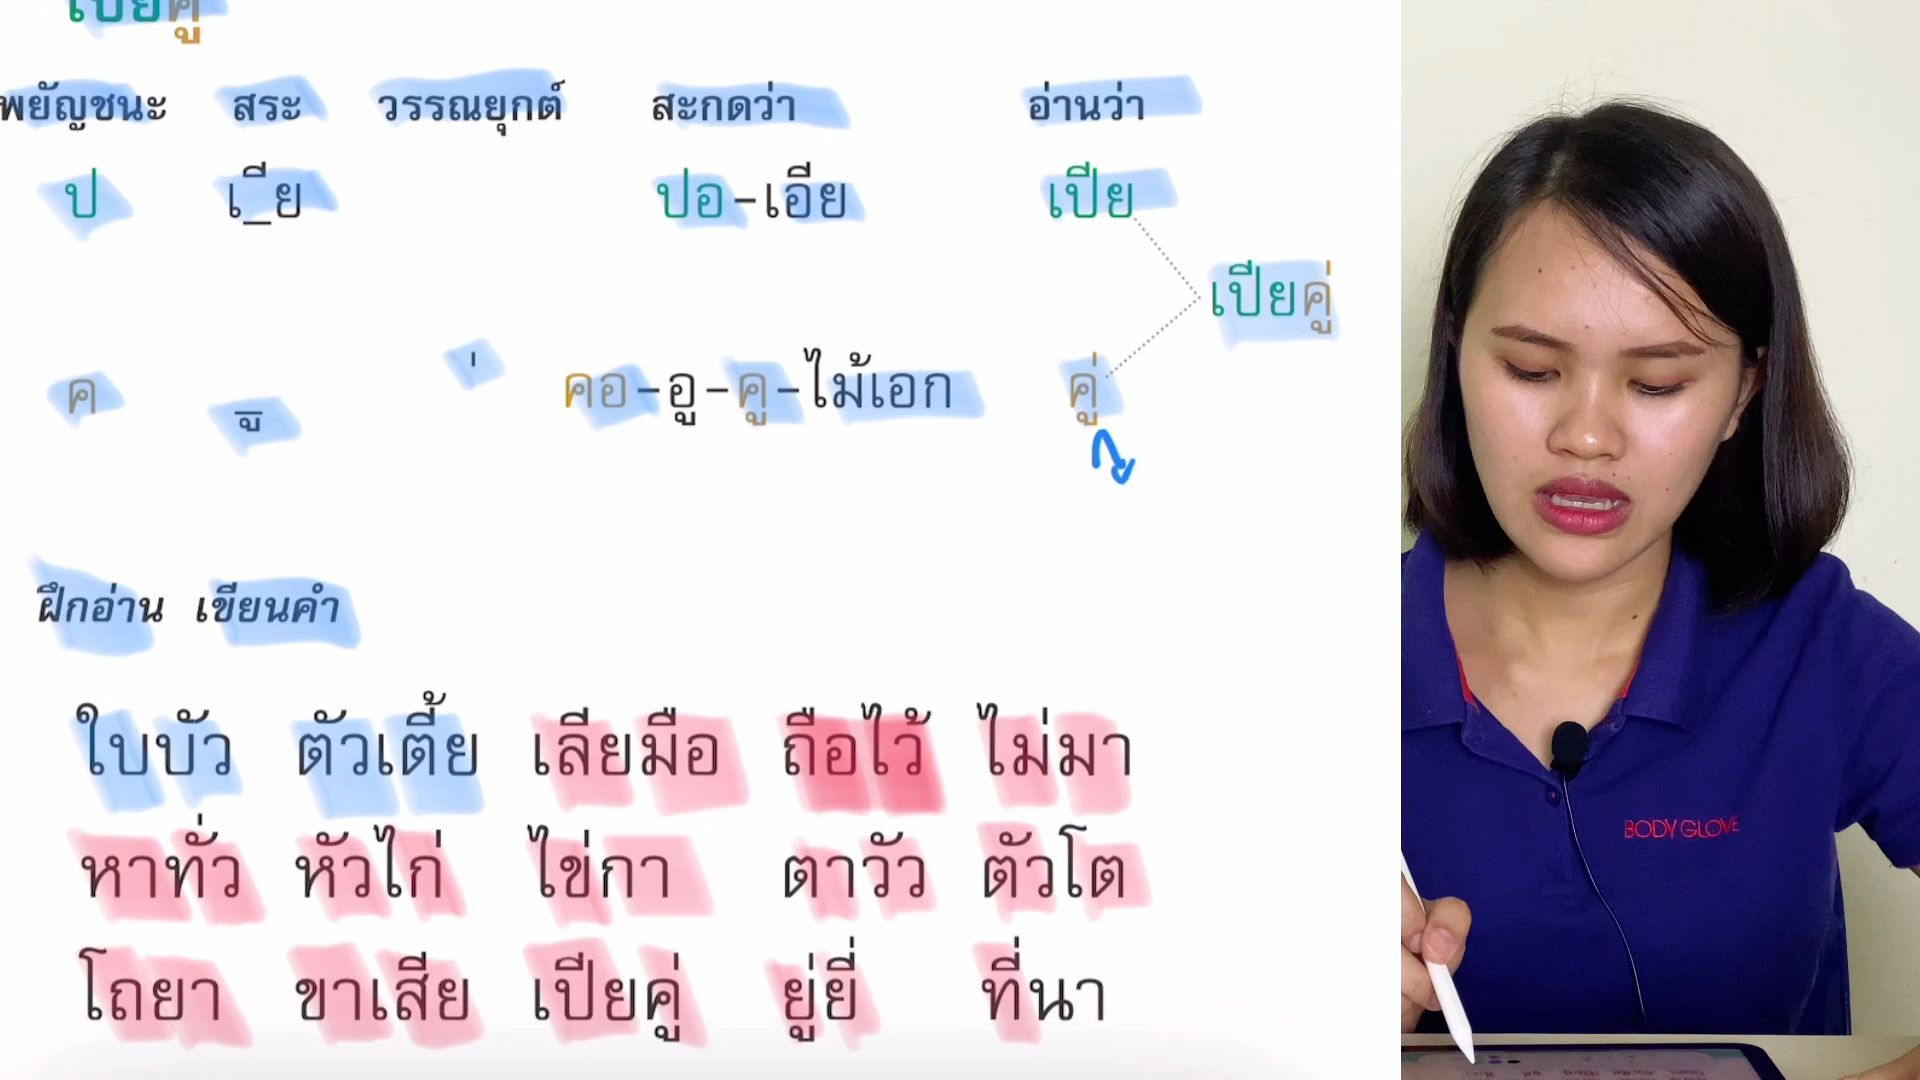 เปียคู่
พยัญชนะ สระ วรรณยุกต์ สะกดว่า อ่านว่า
ป เ_ีย ปอ-เอีย เปีย
เปียคู่
ค _ู ่ คอ-อู-คู-ไม้เอก คู่
ฝึกอ่าน เขียนคำ
ใบบัว ตัวเตี้ย เลียมือ ถือไว้ ไม่มา
หาทั่ว หัวไก่ ไข่กา ตาวัว ตัวโต
โถยา ขาเสีย เปียคู่ ยู่ยี่ ที่นา
BODY GLOVE